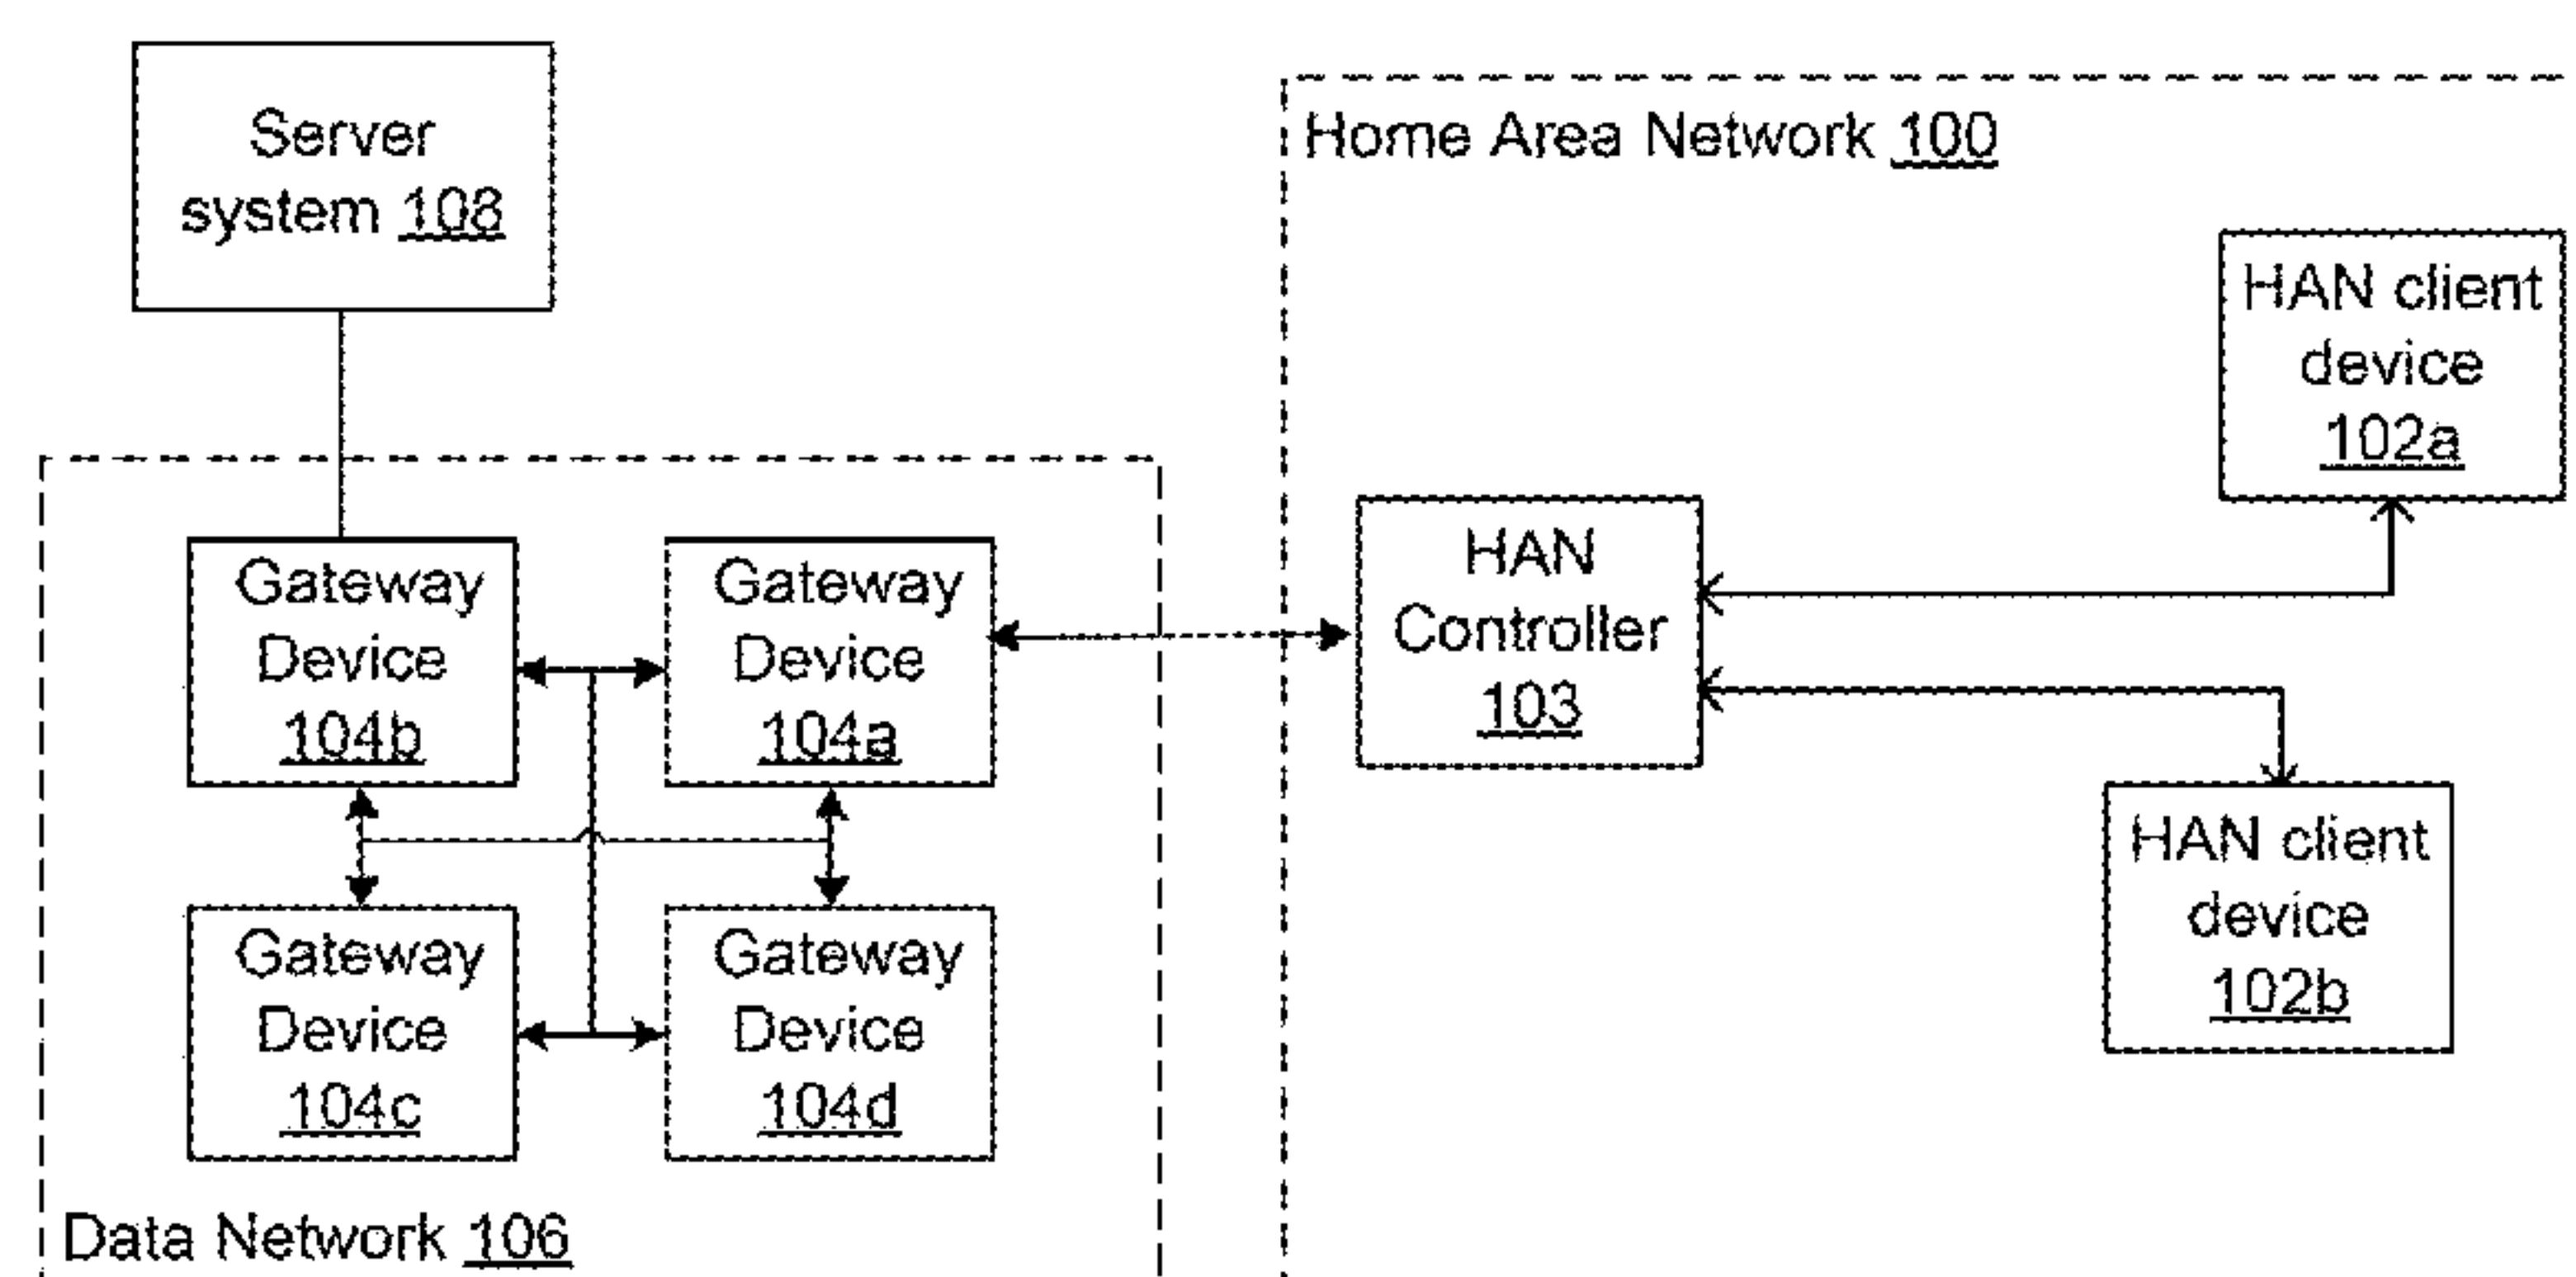 Server
system 108
Home Area Network 100
HAN client
device
102a
HAN
Controller
103
Gateway
Device
104b
Gateway
Device
104a
HAN client
device
102b
Gateway
Device
104c
Gateway
Device
104d
Data Network 106